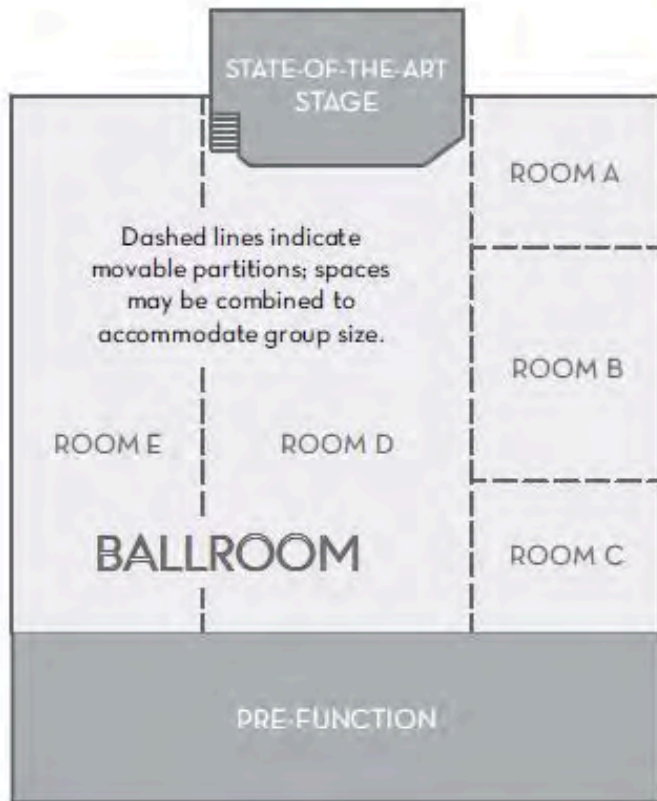 STATE-OF-THE-ART
STAGE
ROOM A
Dashed lines indicate
movable partitions; spaces
may be combined to
accommodate group size.
ROOM B
ROOM E
ROOM D
BALLROOM
ROOM C
PRE-FUNCTION